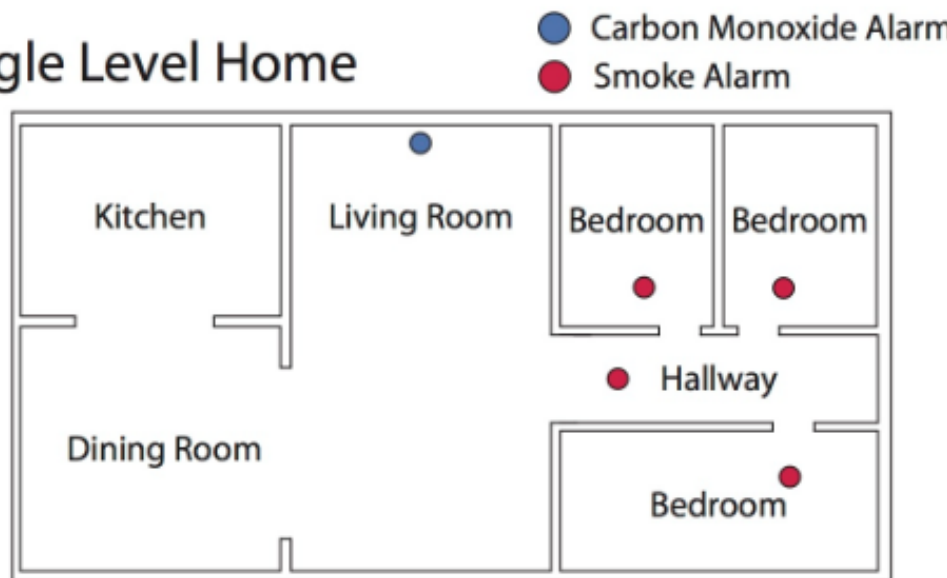 Carbon Monoxide Alarm
gle Level Home
Smoke Alarm
Kitchen
Living Room
Bedroom
Bedroom
Hallway
Dining Room
Bedroom